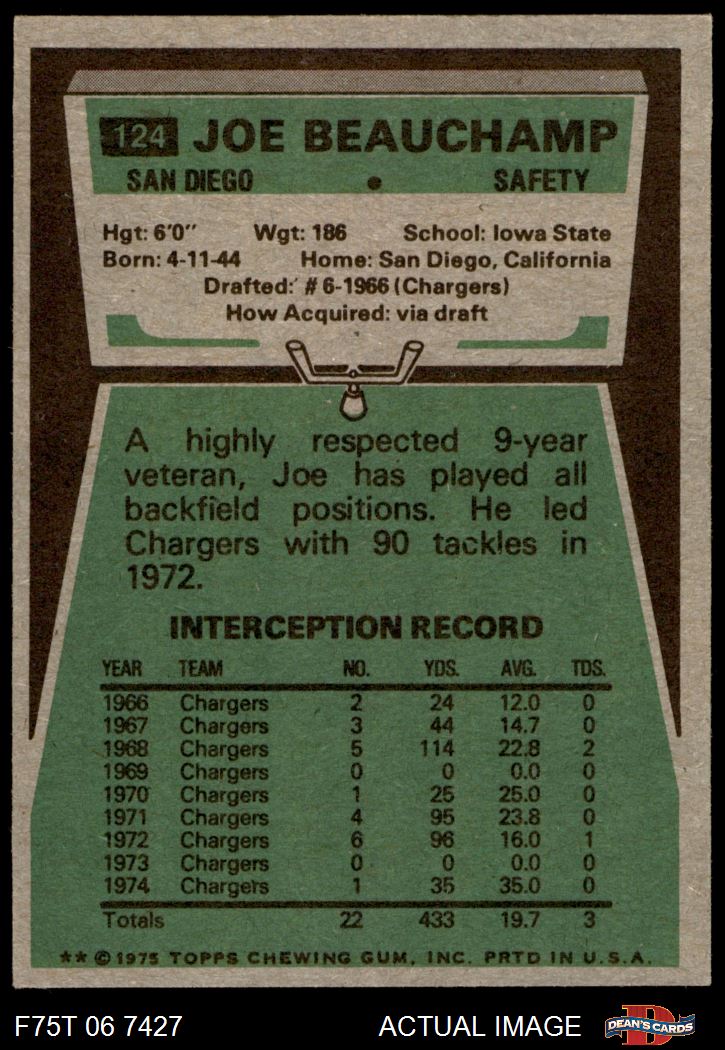 124 JOE BEAUCHAMP
SAN DIEGO • SAFETY
Hgt: 6'0" Wgt: 186 School: Iowa State
Born: 4-11-44 Home: San Diego, California
Drafted: # 6-1966 (Chargers)
How Acquired: via draft
A highly respected 9-year
veteran, Joe has played all
backfield positions. He led
Chargers with 90 tackles in
1972.
INTERCEPTION RECORD
YEAR TEAM NO. YDS. AVG. TDS.
1966 Chargers 2 24 12.0 0
1967 Chargers 3 44 14.7 0
1968 Chargers 5 114 22.8 2
1969 Chargers 0 0 0.0 0
1970 Chargers 1 25 25.0 0
1971 Chargers 4 95 23.8 0
1972 Chargers 6 96 16.0 1
1973 Chargers 0 0 0.0 0
1974 Chargers 1 35 35.0 0
Totals 22 433 19.7 3
** © 1975 TOPPS CHEWING GUM, INC. PRTD IN U.S.A.
F75T 06 7427 ACTUAL IMAGE D DEAN'S CARDS